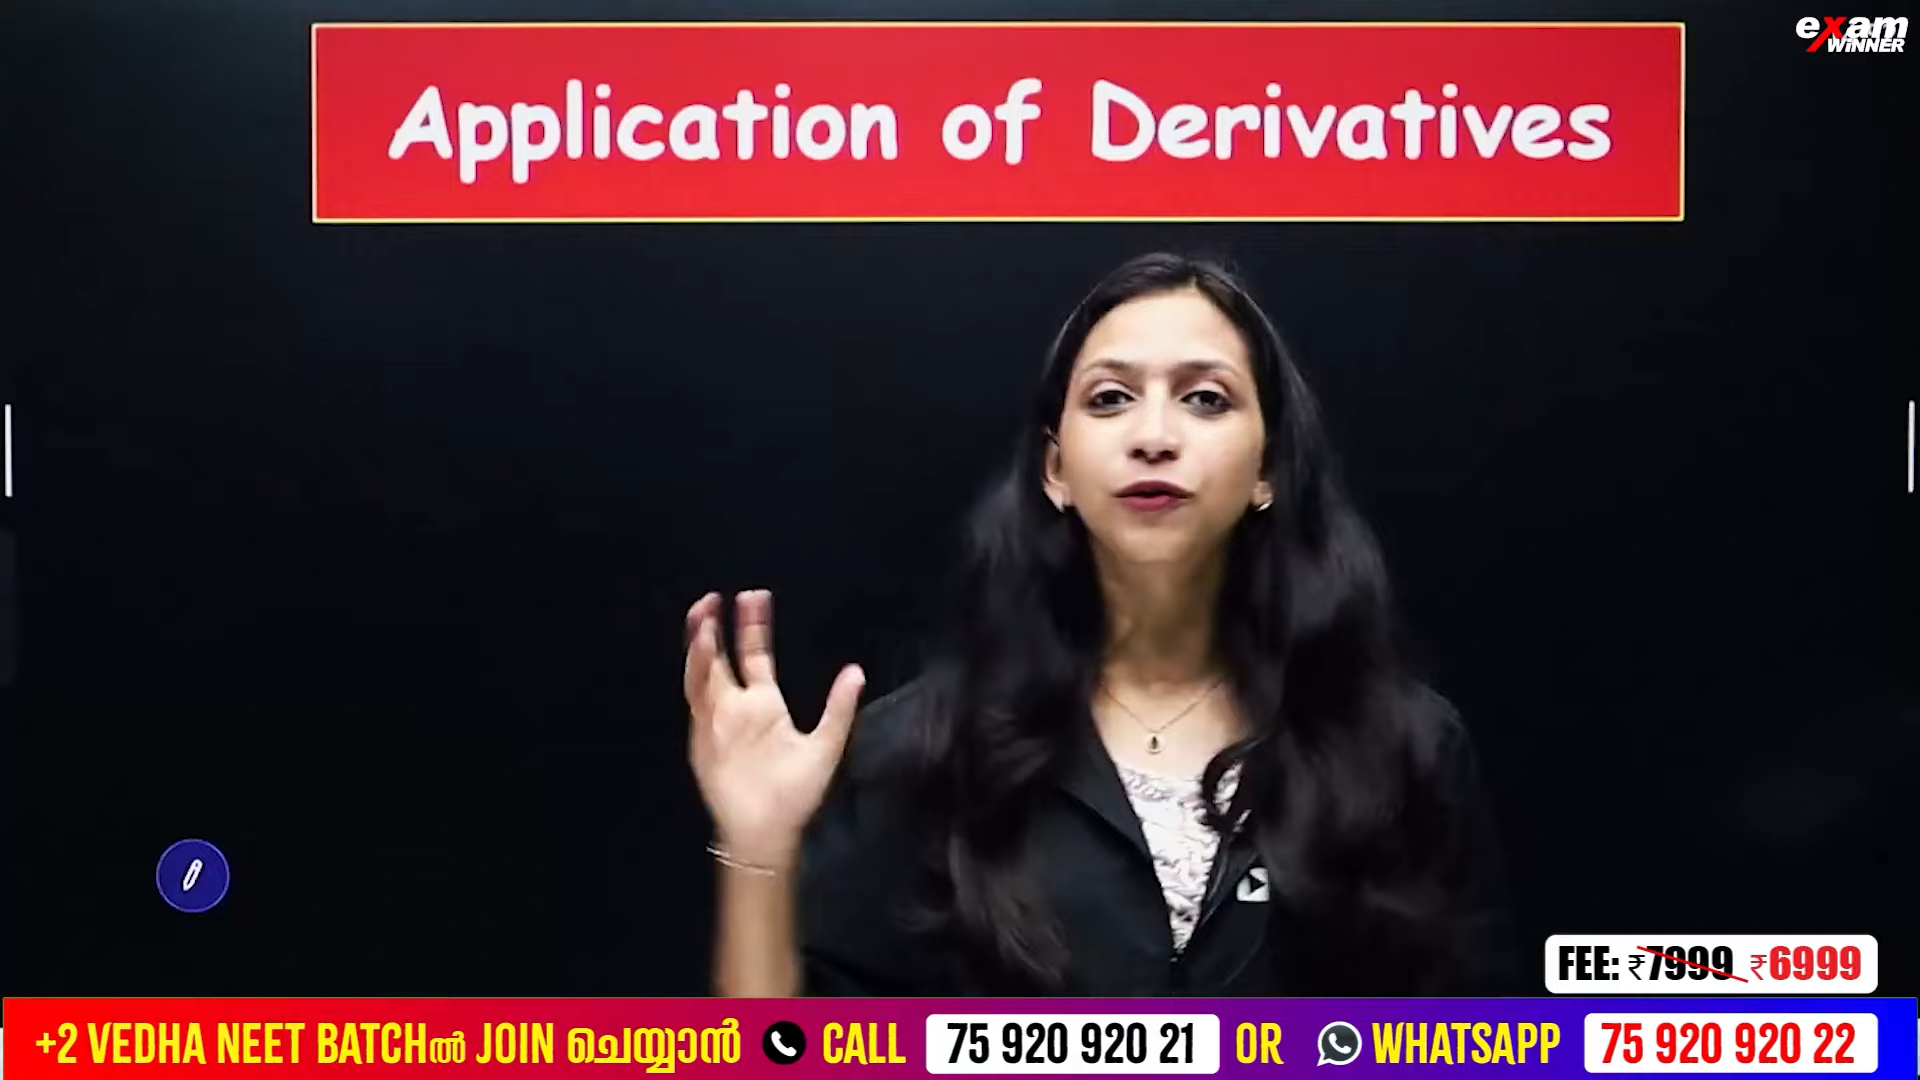 exam
WINNER
Application of Derivatives
FEE: ₹7999 ₹6999
+2 VEDHA NEET BATCHൽ JOIN ചെയ്യാൻ CALL 75 920 920 21 OR WHATSAPP 75 920 920 22